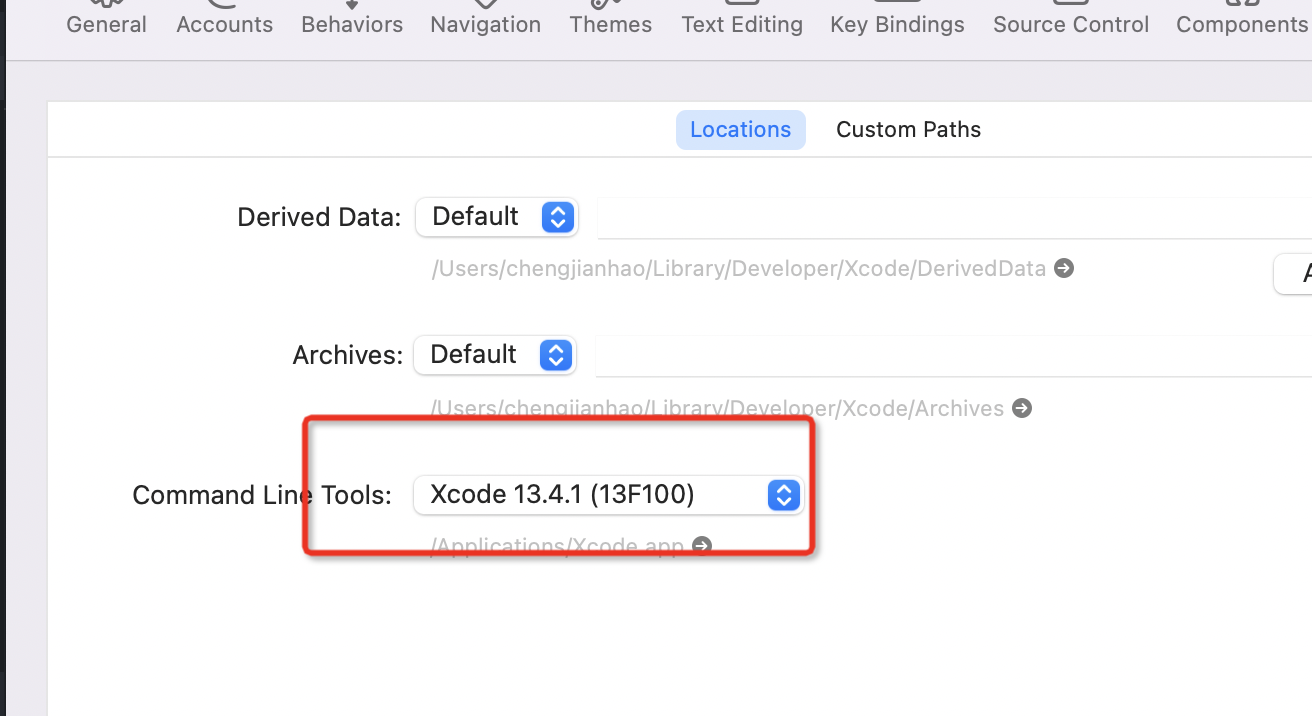 General Accounts Behaviors Navigation Themes Text Editing Key Bindings Source Control Components
Locations Custom Paths
Derived Data: Default
/Users/chengjianhao/Library/Developer/Xcode/DerivedData
Archives: Default
/Users/chengjianhao/Library/Developer/Xcode/Archives
Command Line Tools: Xcode 13.4.1 (13F100)
/Applications/Xcode.app